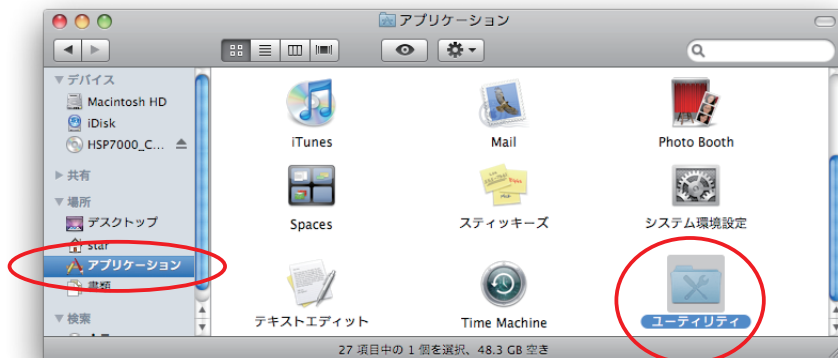 アプリケーション
デバイス
Macintosh HD
iDisk
HSP7000_C...
共有
場所
デスクトップ
star
アプリケーション
書類
検索
iTunes
Mail
Photo Booth
Spaces
スティッキーズ
システム環境設定
テキストエディット
Time Machine
ユーティリティ
27 項目中の 1 個を選択、48.3 GB 空き